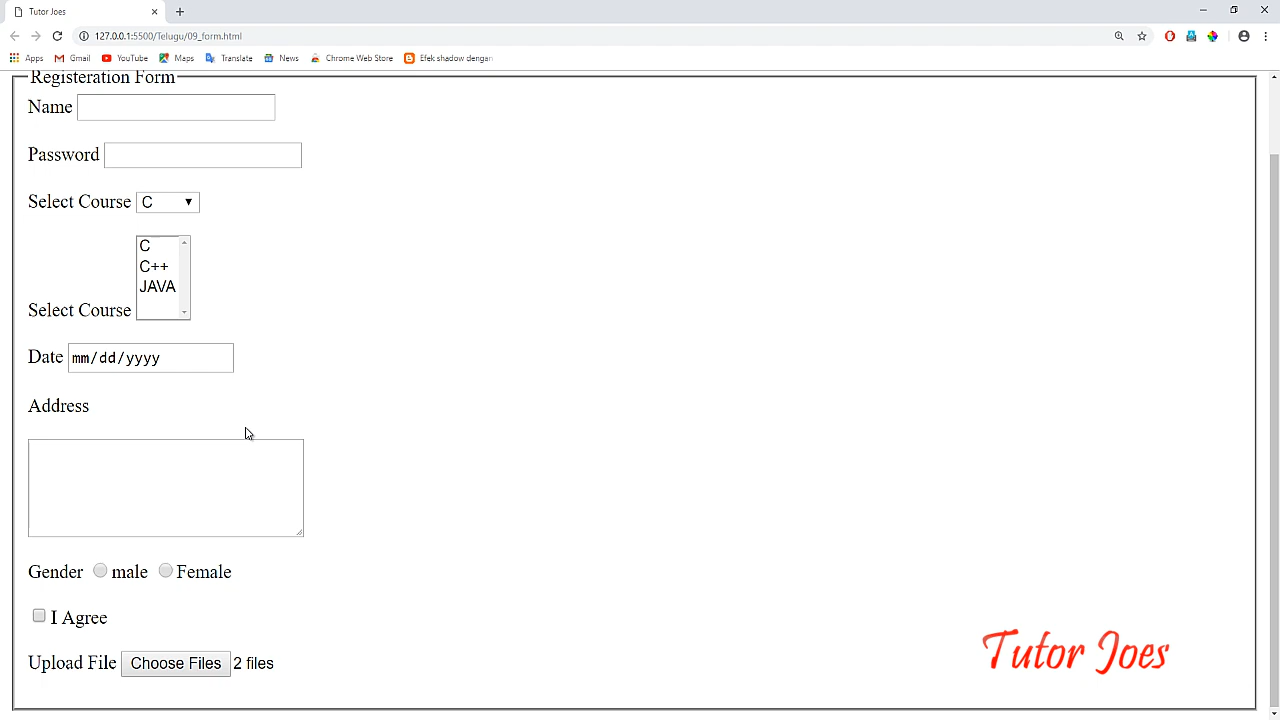 Tutor Joes
127.0.0.1:5500/Telugu/09_form.html
Apps Gmail YouTube Maps Translate News Chrome Web Store Efek shadow dengan
Registeration Form
Name
Password
Select Course C
C
C++
JAVA
Select Course
Date mm/dd/yyyy
Address
Gender male Female
I Agree
Upload File Choose Files 2 files
Tutor Joes